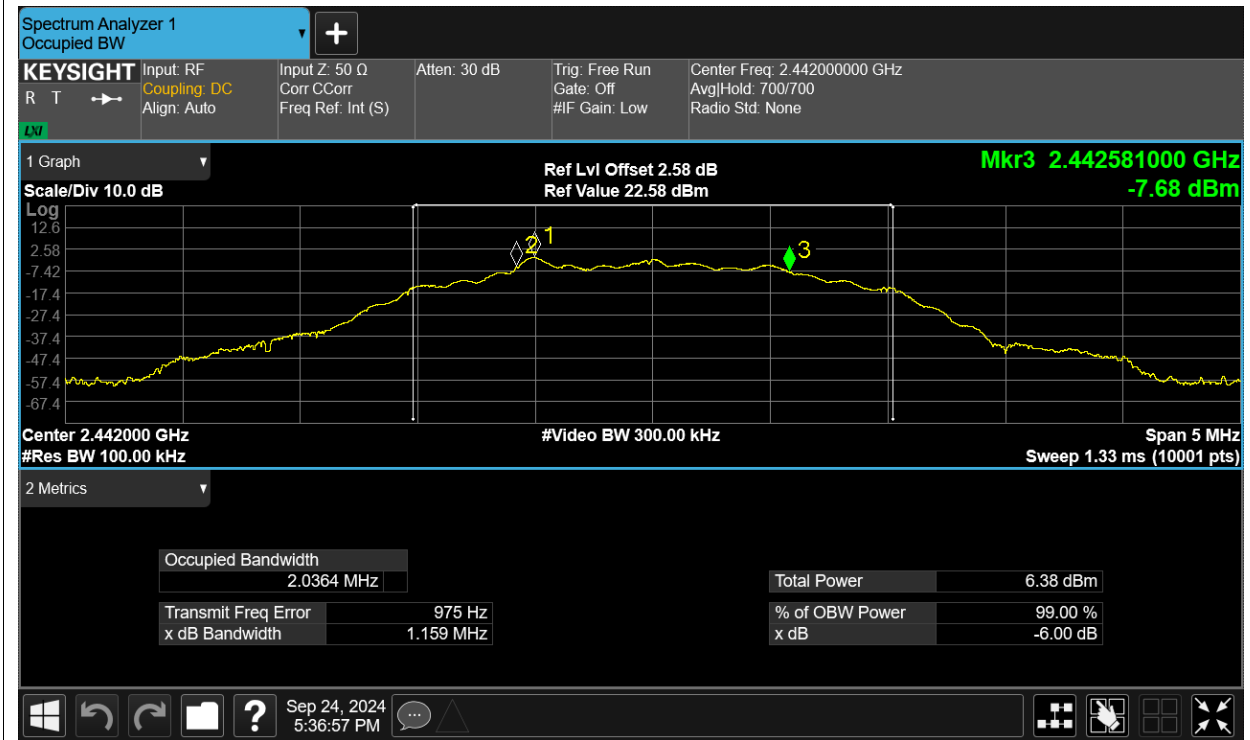 Spectrum Analyzer 1
Occupied BW
▼
+
KEYSIGHT Input: RF Input Z: 50 Ω Atten: 30 dB Trig: Free Run Center Freq: 2.442000000 GHz
R T Coupling: DC Corr CCorr Gate: Off Avg|Hold: 700/700
Align: Auto Freq Ref: Int (S) #IF Gain: Low Radio Std: None
LXI
1 Graph ▼ Ref Lvl Offset 2.58 dB Mkr3 2.442581000 GHz
Scale/Div 10.0 dB Ref Value 22.58 dBm -7.68 dBm
Log
12.6
2.58
-7.42
-17.4
-27.4
-37.4
-47.4
-57.4
-67.4
2 1 3
Center 2.442000 GHz #Video BW 300.00 kHz Span 5 MHz
#Res BW 100.00 kHz Sweep 1.33 ms (10001 pts)
2 Metrics ▼
Occupied Bandwidth
2.0364 MHz Total Power 6.38 dBm
Transmit Freq Error 975 Hz % of OBW Power 99.00 %
x dB Bandwidth 1.159 MHz x dB -6.00 dB
? Sep 24, 2024
5:36:57 PM